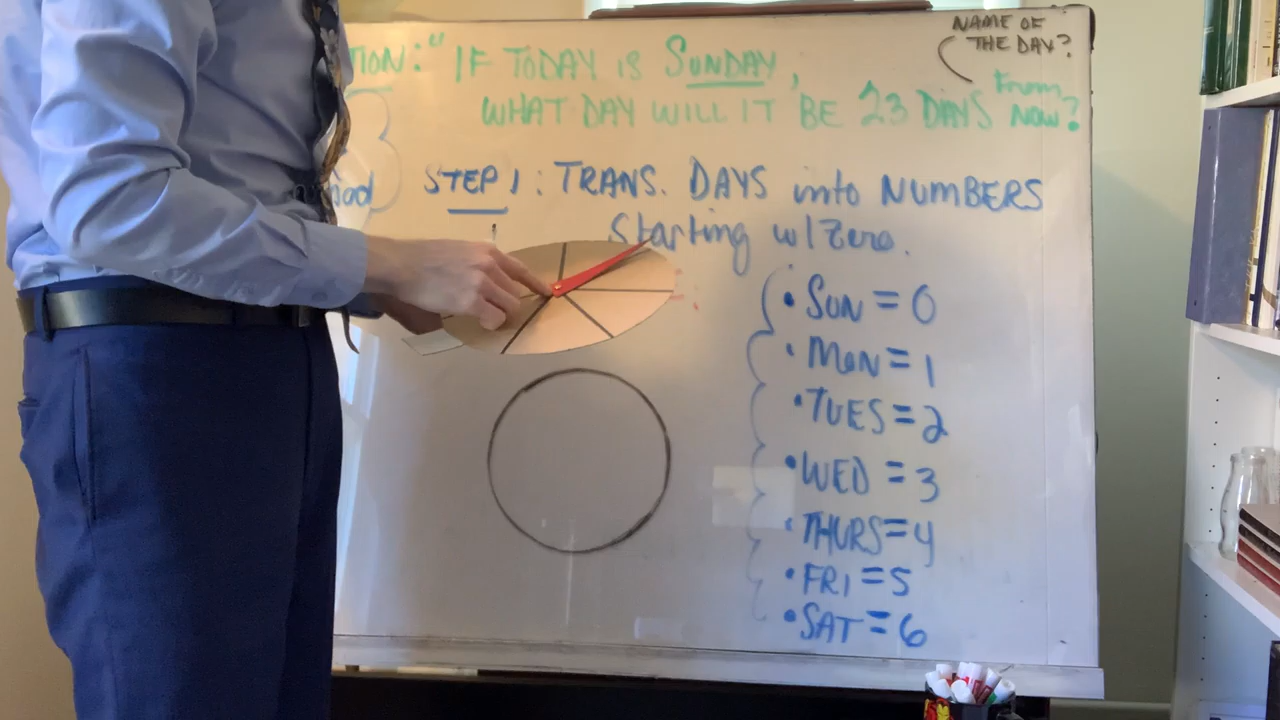 NAME OF
THE DAY?
TION: "IF TODAY IS SUNDAY,
WHAT DAY WILL IT BE 23 DAYS From NOW?
STEP 1: TRANS. DAYS into NUMBERS
Starting w/Zero.
• SUN = 0
• MON = 1
• TUES = 2
• WED = 3
• THURS = 4
• FRI = 5
• SAT = 6